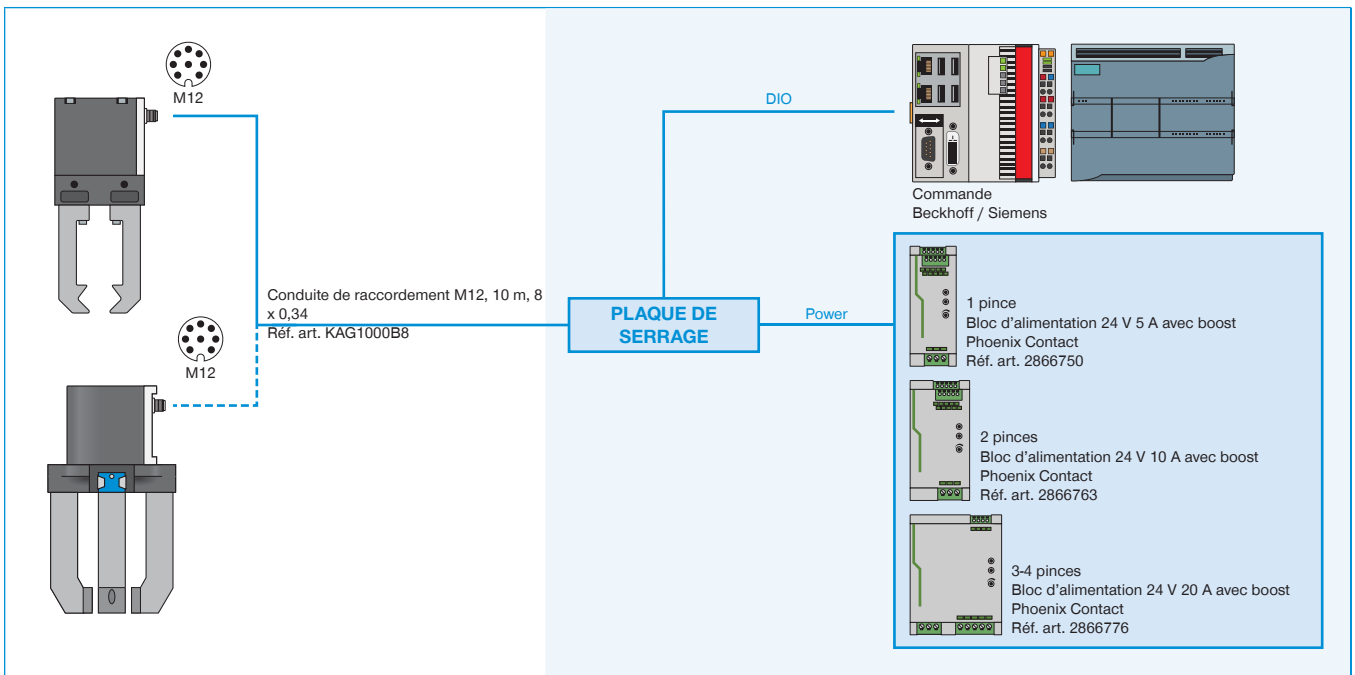 M12
M12
Conduite de raccordement M12, 10 m, 8
x 0,34
Réf. art. KAG1000B8
PLAQUE DE
SERRAGE
DIO
Power
Commande
Beckhoff / Siemens
1 pince
Bloc d’alimentation 24 V 5 A avec boost
Phoenix Contact
Réf. art. 2866750
2 pinces
Bloc d’alimentation 24 V 10 A avec boost
Phoenix Contact
Réf. art. 2866763
3-4 pinces
Bloc d’alimentation 24 V 20 A avec boost
Phoenix Contact
Réf. art. 2866776